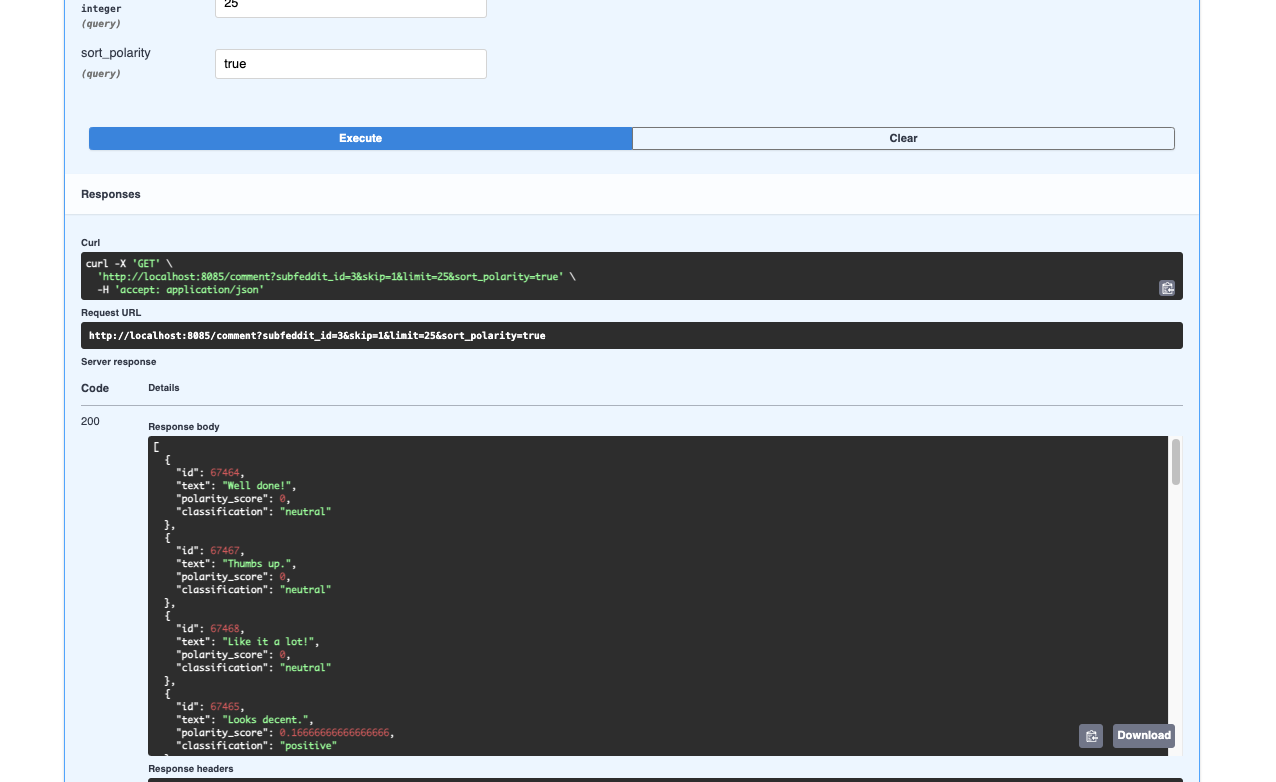 integer
25
(query)
sort_polarity
true
(query)
Execute
Clear
Responses
Curl
curl -X 'GET' \
'http://localhost:8085/comment?subfeddit_id=3&skip=1&limit=25&sort_polarity=true' \
-H 'accept: application/json'
Request URL
http://localhost:8085/comment?subfeddit_id=3&skip=1&limit=25&sort_polarity=true
Server response
Code Details
200
Response body
[
{
"id": 67464,
"text": "Well done!",
"polarity_score": 0,
"classification": "neutral"
},
{
"id": 67467,
"text": "Thumbs up.",
"polarity_score": 0,
"classification": "neutral"
},
{
"id": 67468,
"text": "Like it a lot!",
"polarity_score": 0,
"classification": "neutral"
},
{
"id": 67465,
"text": "Looks decent.",
"polarity_score": 0.16666666666666666,
"classification": "positive"
Download
Response headers